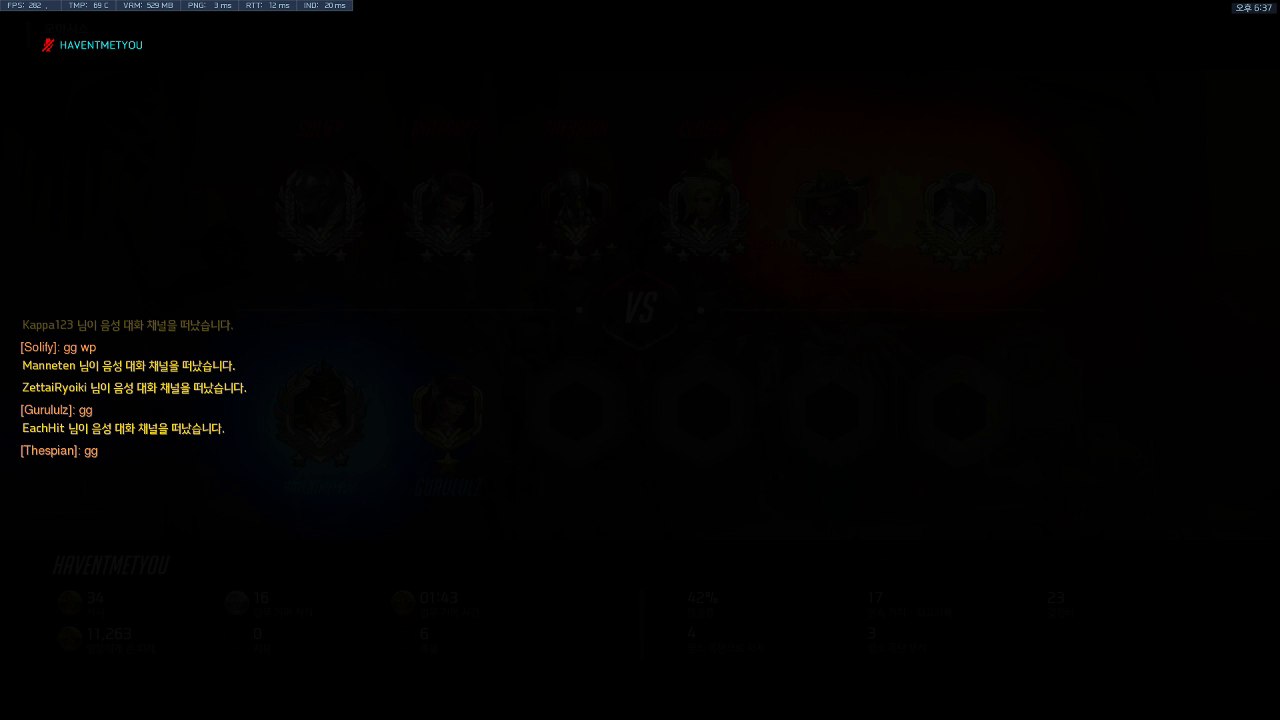 FPS: 202 TMP: 69 C VRM: 529 MB PNG: 3 ms RTT: 12 ms IND: 20 ms
오후 6:37
HAVENTMETYOU
VS
Kappa123 님이 음성 대화 채널을 떠났습니다.
[Solify]: gg wp
Manneten 님이 음성 대화 채널을 떠났습니다.
ZettaiRyoiki 님이 음성 대화 채널을 떠났습니다.
[Gurululz]: gg
EachHit 님이 음성 대화 채널을 떠났습니다.
[Thespian]: gg
GURULULZ
HAVENTMETYOU
34 16 01:43 42% 17 23
11,263 0 6 4 3